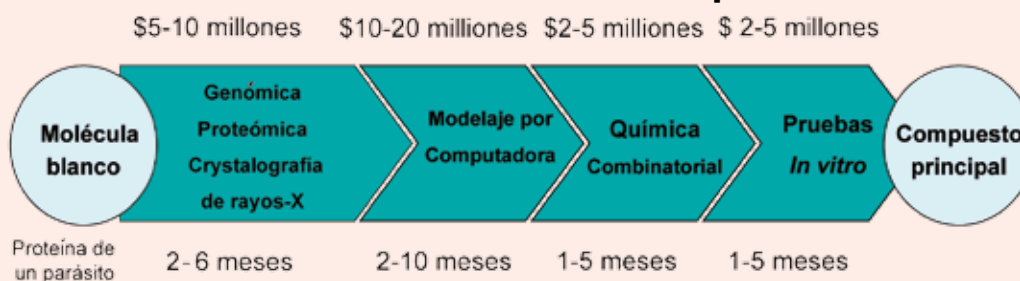 $5-10 millones $10-20 milliones $2-5 milliones $ 2-5 millones
Molécula
blanco
Genómica
Proteómica
Crystalografia
de rayos-X
Modelaje por
Computadora
Química
Combinatorial
Pruebas
In vitro
Compuesto
principal
Proteína de
un parásito
2-6 meses 2-10 meses 1-5 meses 1-5 meses